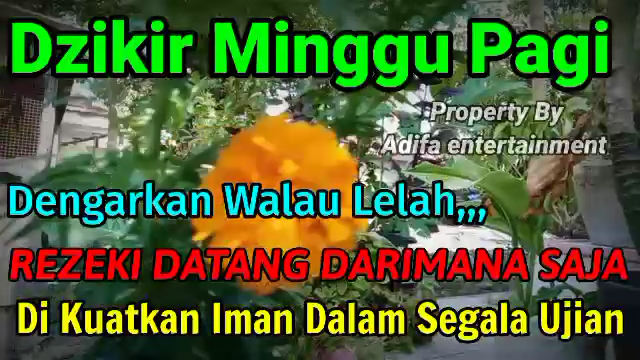 Dzikir Minggu Pagi
Property By
Adifa entertainment
Dengarkan Walau Lelah,,,
REZEKI DATANG DARIMANA SAJA
Di Kuatkan Iman Dalam Segala Ujian